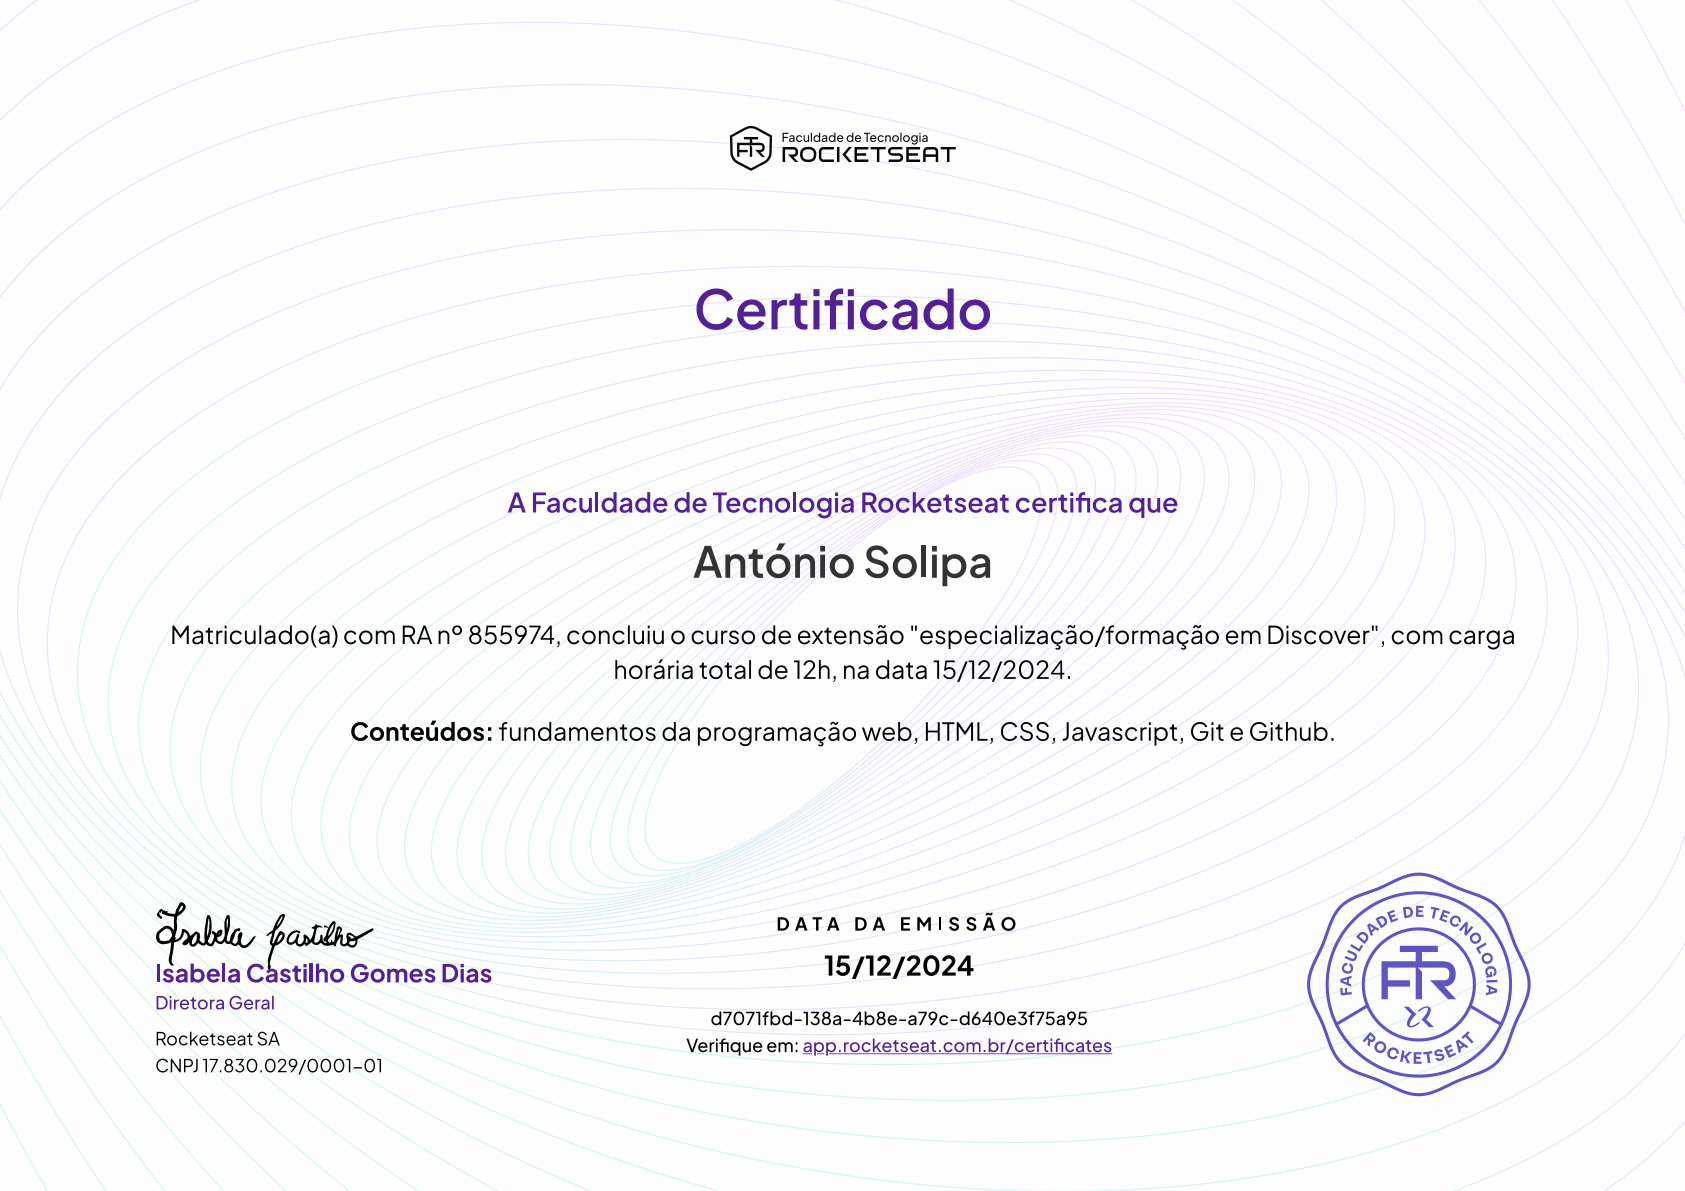 Faculdade de Tecnologia
ROCKETSEAT
Certificado
A Faculdade de Tecnologia Rocketseat certifica que
António Solipa
Matriculado(a) com RA nº 855974, concluiu o curso de extensão "especialização/formação em Discover", com carga
horária total de 12h, na data 15/12/2024.
Conteúdos: fundamentos da programação web, HTML, CSS, Javascript, Git e Github.
Isabela Castilho
Isabela Castilho Gomes Dias
Diretora Geral
Rocketseat SA
CNPJ 17.830.029/0001-01
DATA DA EMISSÃO
15/12/2024
d7071fbd-138a-4b8e-a79c-d640e3f75a95
Verifique em: app.rocketseat.com.br/certificates
FACULDADE DE TECNOLOGIA
FTR
ROCKETSEAT